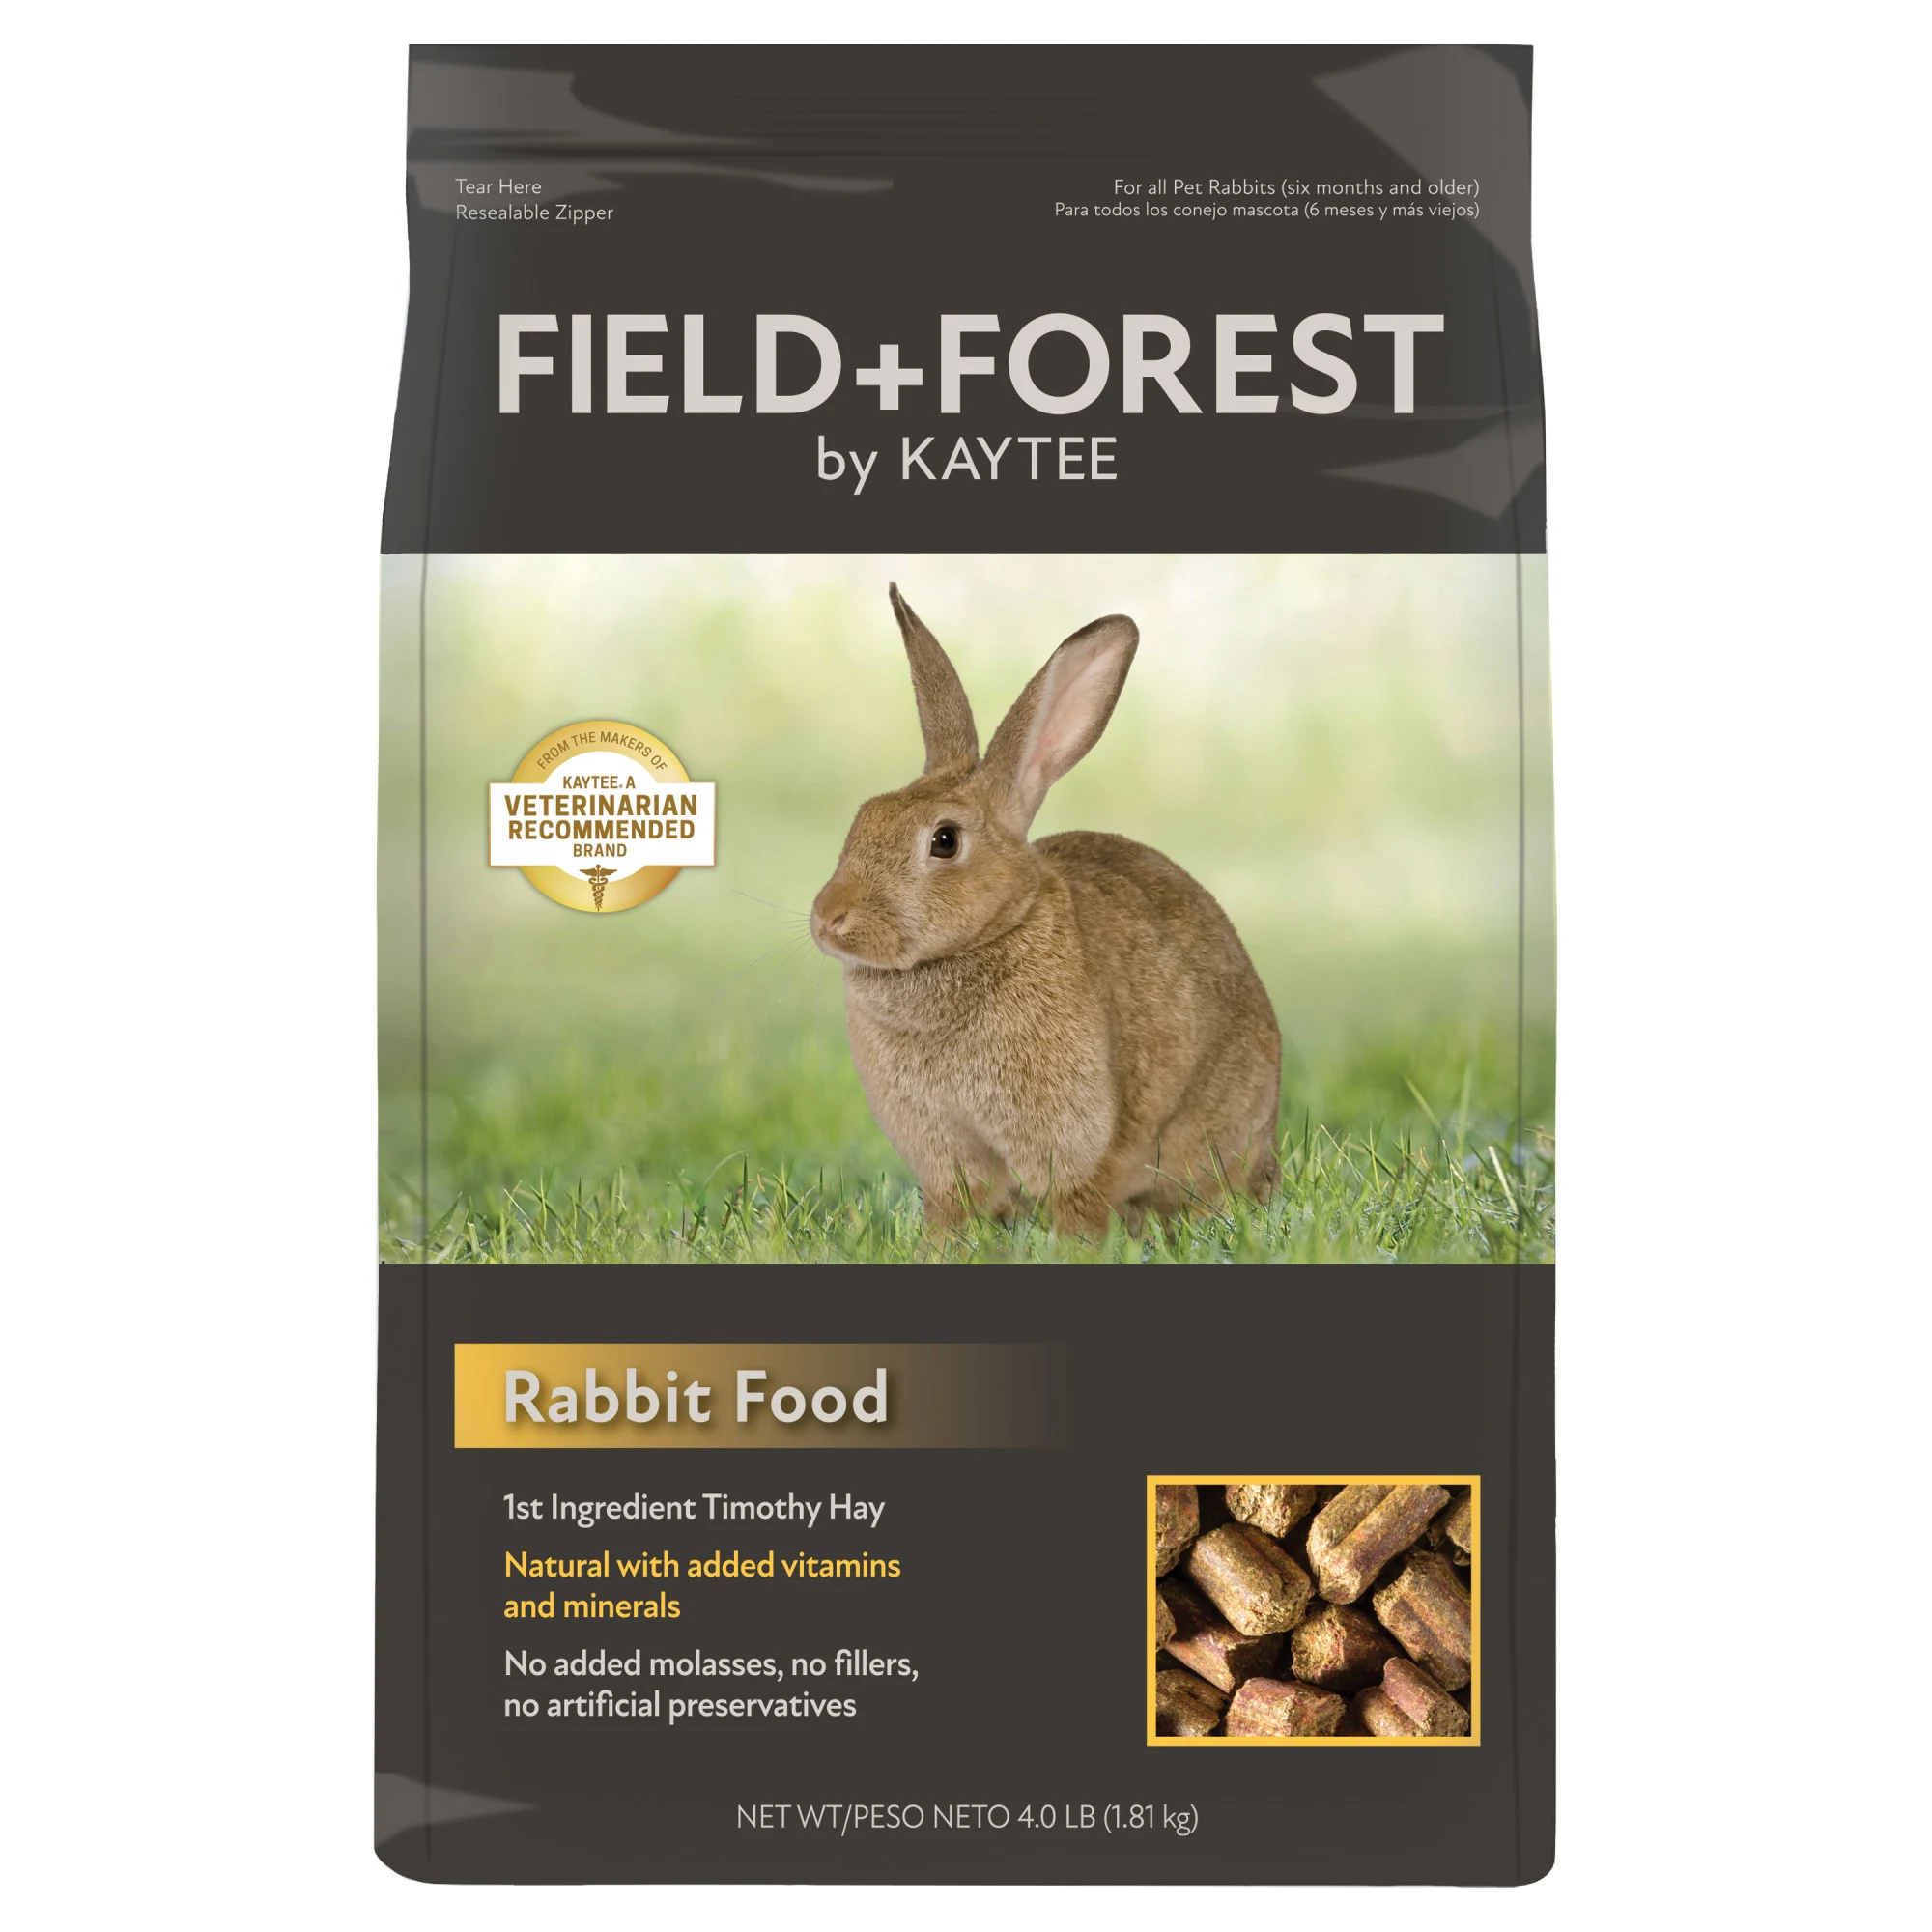 Tear Here
Resealable Zipper
For all Pet Rabbits (six months and older)
Para todos los conejo mascota (6 meses y más viejos)
FIELD+FOREST
by KAYTEE
FROM THE MAKERS OF
KAYTEE. A
VETERINARIAN
RECOMMENDED
BRAND
Rabbit Food
1st Ingredient Timothy Hay
Natural with added vitamins
and minerals
No added molasses, no fillers,
no artificial preservatives
NET WT/PESO NETO 4.0 LB (1.81 kg)